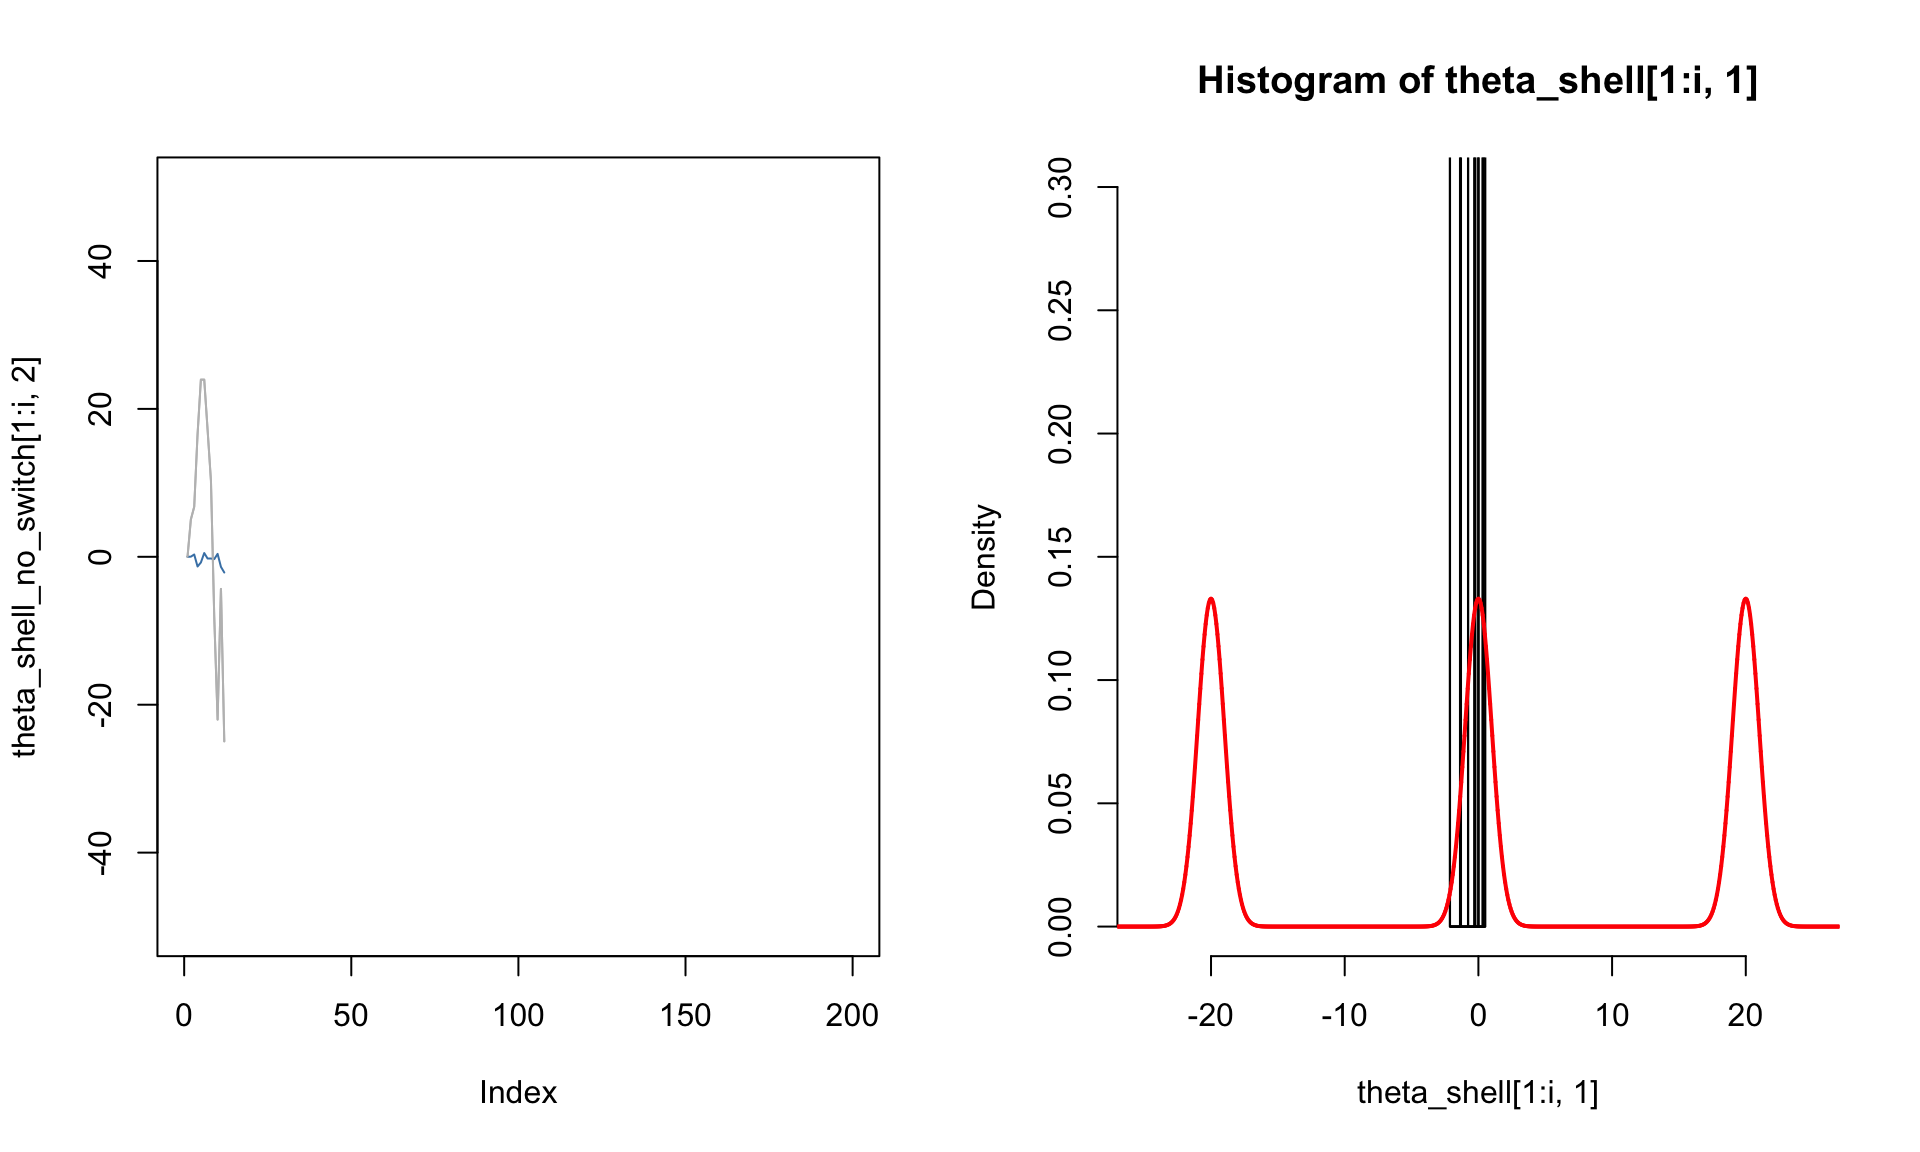 theta_shell_no_switch[1:i, 2]
40
20
0
-20
-40
0 50 100 150 200
Index
Histogram of theta_shell[1:i, 1]
Density
0.30
0.25
0.20
0.15
0.10
0.05
0.00
-20 -10 0 10 20
theta_shell[1:i, 1]